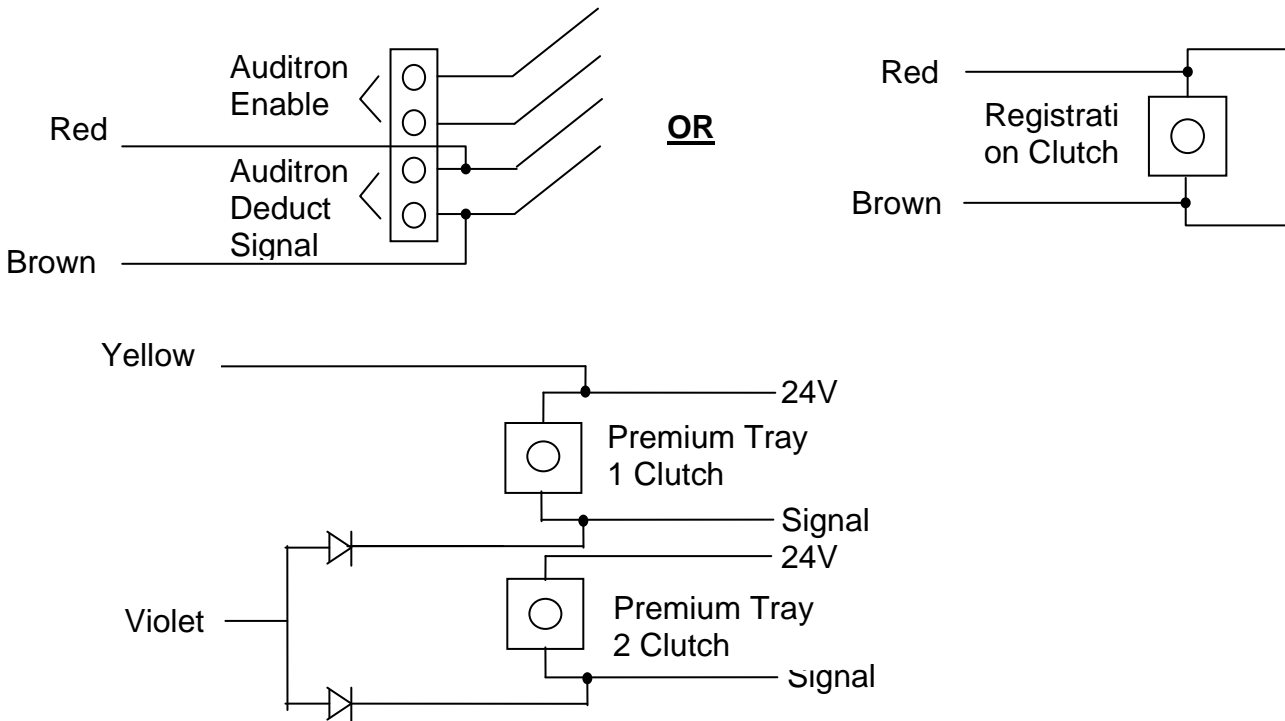 Auditron
Enable
Red
Auditron
Deduct
Signal
Brown
OR
Red
Registrati
on Clutch
Brown
Yellow
24V
Premium Tray
1 Clutch
Signal
24V
Violet
Premium Tray
2 Clutch
Signal